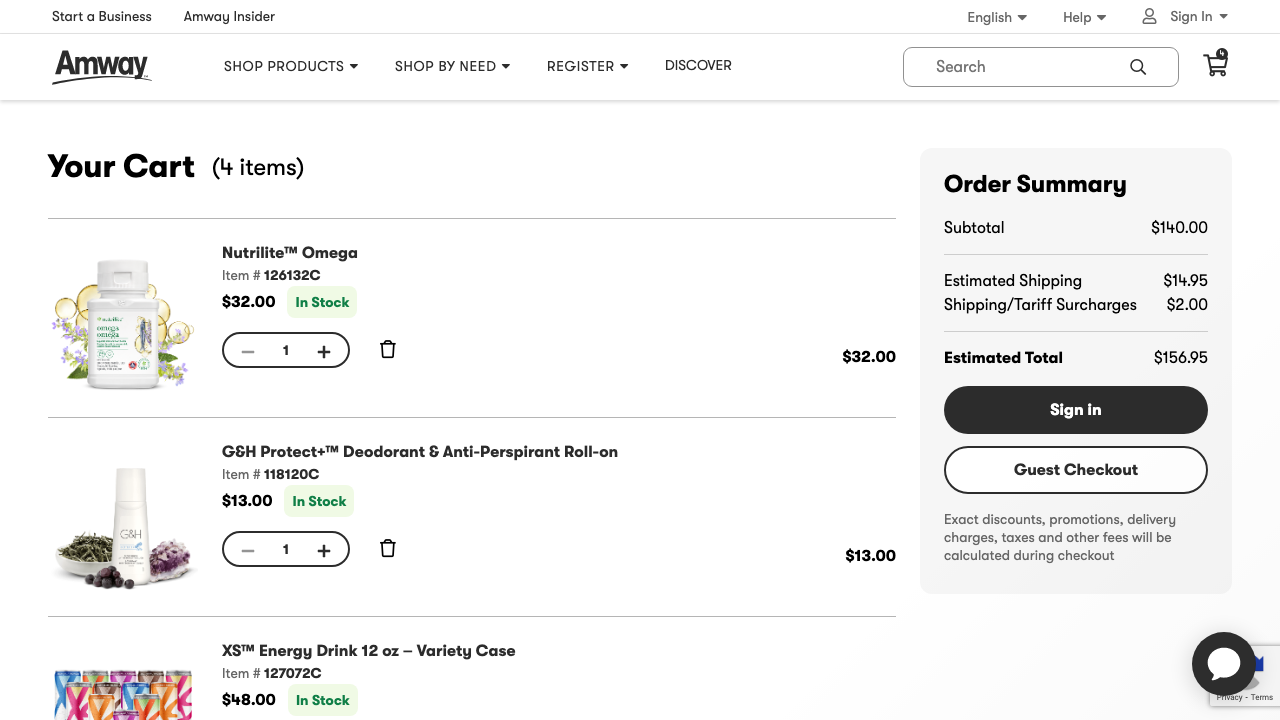 Start a Business
Amway Insider
English
Help
Sign In
Amway
SHOP PRODUCTS
SHOP BY NEED
REGISTER
DISCOVER
Search
4
Your Cart (4 items)
Nutrilite™ Omega
Item # 126132C
$32.00 In Stock
1
$32.00
nutrilite
omega
omega
G&H Protect+™ Deodorant & Anti-Perspirant Roll-on
Item # 118120C
$13.00 In Stock
1
$13.00
G&H
XS™ Energy Drink 12 oz – Variety Case
Item # 127072C
$48.00 In Stock
Order Summary
Subtotal $140.00
Estimated Shipping $14.95
Shipping/Tariff Surcharges $2.00
Estimated Total $156.95
Sign in
Guest Checkout
Exact discounts, promotions, delivery
charges, taxes and other fees will be
calculated during checkout
Privacy - Terms